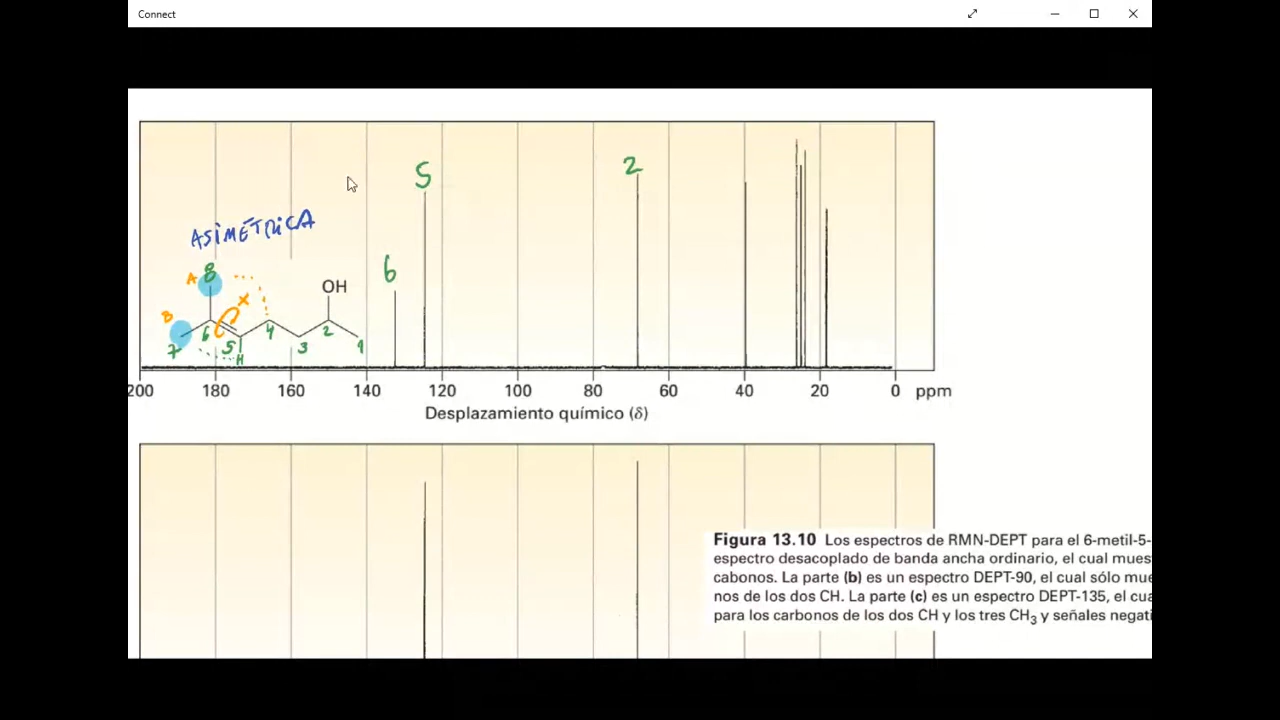 Connect
S
2
6
ASIMÉTRICA
A
8
X
OH
B
6
4
2
7
5
H
3
1
200 180 160 140 120 100 80 60 40 20 0 ppm
Desplazamiento químico (δ)
Figura 13.10 Los espectros de RMN-DEPT para el 6-metil-5-
espectro desacoplado de banda ancha ordinario, el cual mues
cabonos. La parte (b) es un espectro DEPT-90, el cual sólo mue
nos de los dos CH. La parte (c) es un espectro DEPT-135, el cua
para los carbonos de los dos CH y los tres CH₃ y señales negati